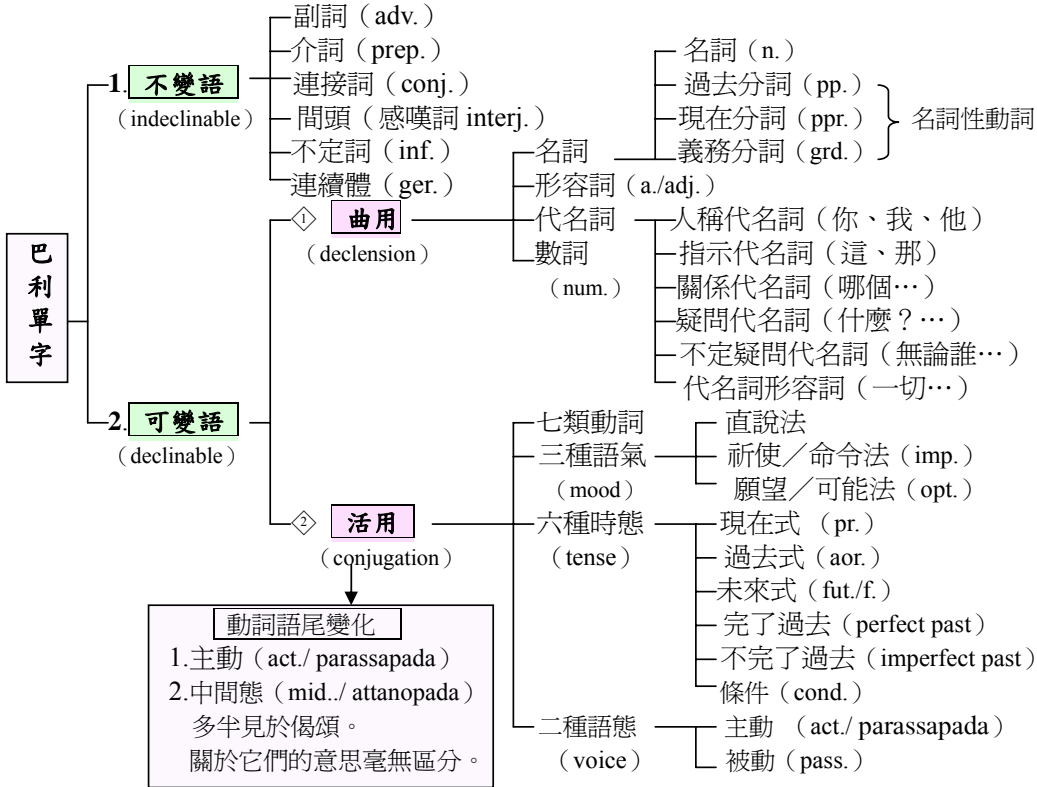 巴利單字
1. 不變語
（indeclinable）
副詞（adv.）
介詞（prep.）
連接詞（conj.）
間頭（感嘆詞 interj.）
不定詞（inf.）
連續體（ger.）
2. 可變語
（declinable）
1 曲用
（declension）
名詞
名詞（n.）
過去分詞（pp.）
現在分詞（ppr.）
義務分詞（grd.）
名詞性動詞
形容詞（a./adj.）
代名詞
人稱代名詞（你、我、他）
指示代名詞（這、那）
關係代名詞（哪個…）
疑問代名詞（什麼？…）
不定疑問代名詞（無論誰…）
代名詞形容詞（一切…）
數詞
（num.）
2 活用
（conjugation）
七類動詞
三種語氣
（mood）
直說法
祈使／命令法（imp.）
願望／可能法（opt.）
六種時態
（tense）
現在式 （pr.）
過去式（aor.）
未來式（fut./f.）
完了過去（perfect past）
不完了過去（imperfect past）
條件（cond.）
二種語態
（voice）
主動 （act./ parassapada）
被動（pass.）
動詞語尾變化
1.主動（act./ parassapada）
2.中間態（mid../ attanopada）
多半見於偈頌。
關於它們的意思毫無區分。